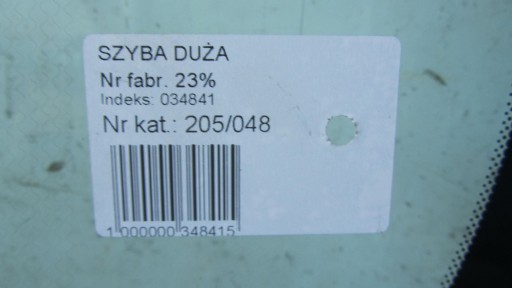 SZYBA DUŻA
Nr fabr. 23%
Indeks: 034841
Nr kat.: 205/048
1 000000 348415